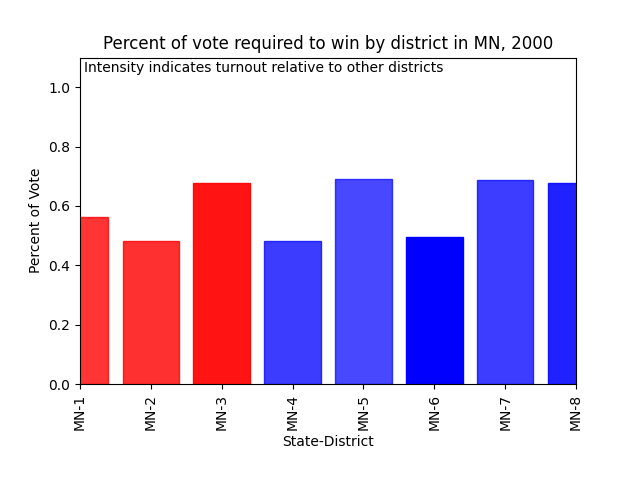 Percent of vote required to win by district in MN, 2000
Intensity indicates turnout relative to other districts
1.0
0.8
0.6
0.4
0.2
0.0
Percent of Vote
MN-1
MN-2
MN-3
MN-4
MN-5
MN-6
MN-7
MN-8
State-District